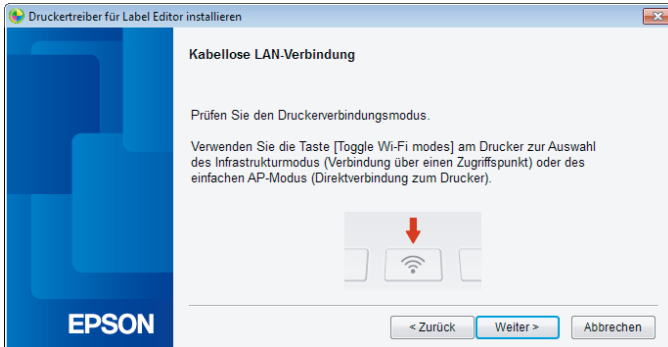 Druckertreiber für Label Editor installieren
Kabellose LAN-Verbindung
Prüfen Sie den Druckerverbindungsmodus.
Verwenden Sie die Taste [Toggle Wi-Fi modes] am Drucker zur Auswahl
des Infrastrukturmodus (Verbindung über einen Zugriffspunkt) oder des
einfachen AP-Modus (Direktverbindung zum Drucker).
EPSON
< Zurück
Weiter >
Abbrechen